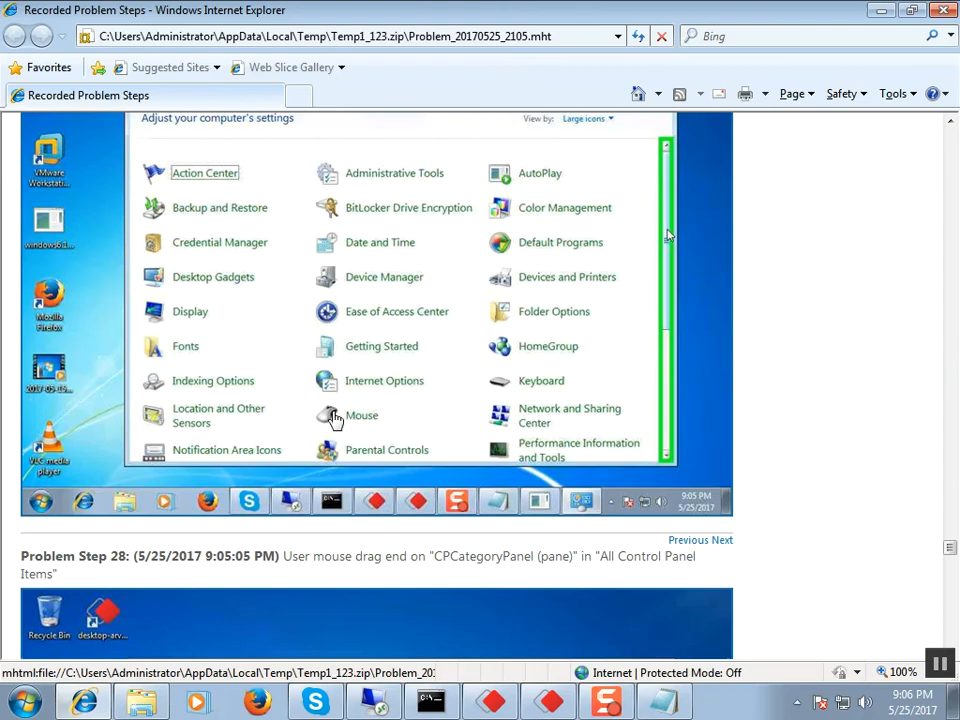 Recorded Problem Steps - Windows Internet Explorer
C:\Users\Administrator\AppData\Local\Temp\Temp1_123.zip\Problem_20170525_2105.mht
Bing
Favorites
Suggested Sites
Web Slice Gallery
Recorded Problem Steps
Page
Safety
Tools
Adjust your computer's settings
View by: Large icons
VMware
Workstati...
Action Center
Administrative Tools
AutoPlay
Backup and Restore
BitLocker Drive Encryption
Color Management
windows6.1...
Credential Manager
Date and Time
Default Programs
Desktop Gadgets
Device Manager
Devices and Printers
Mozilla
Firefox
Display
Ease of Access Center
Folder Options
Fonts
Getting Started
HomeGroup
2017-05-15...
Indexing Options
Internet Options
Keyboard
Location and Other
Sensors
Mouse
Network and Sharing
Center
VLC media
player
Notification Area Icons
Parental Controls
Performance Information
and Tools
9:05 PM
5/25/2017
Previous Next
Problem Step 28: (5/25/2017 9:05:05 PM) User mouse drag end on "CPCategoryPanel (pane)" in "All Control Panel
Items"
Recycle Bin
desktop-arv...
mhtml:file://C:\Users\Administrator\AppData\Local\Temp\Temp1_123.zip\Problem_201
Internet | Protected Mode: Off
100%
9:06 PM
5/25/2017